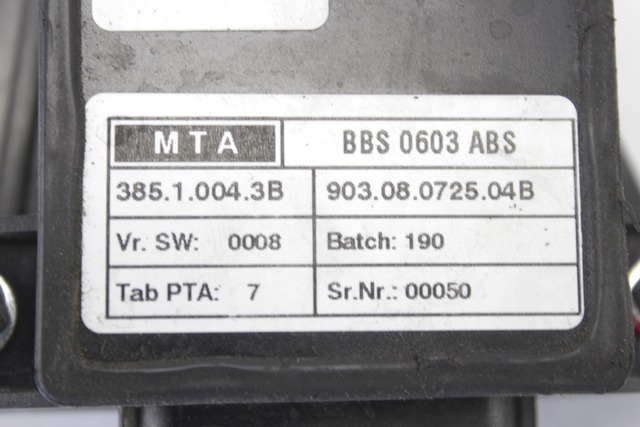 MTA BBS 0603 ABS
385.1.004.3B 903.08.0725.04B
Vr. SW: 0008 Batch: 190
Tab PTA: 7 Sr.Nr.: 00050